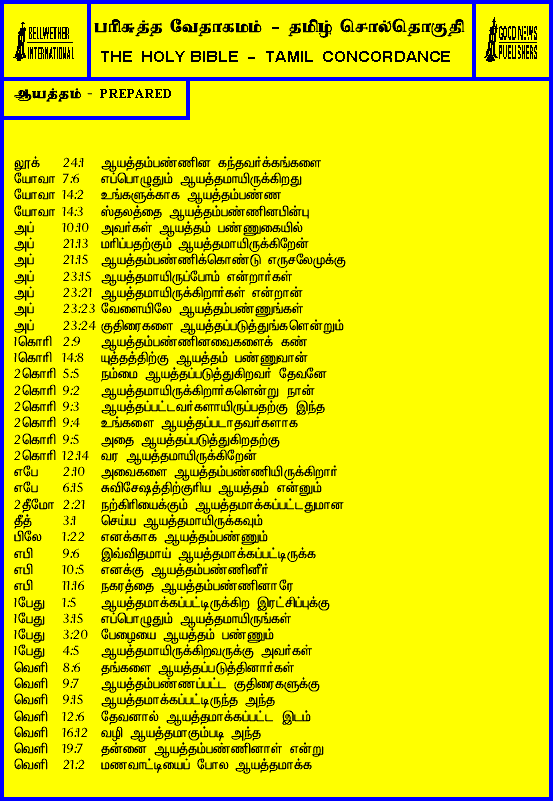 BELLWETHER
INTERNATIONAL
பரிசுத்த வேதாகமம் - தமிழ் சொல்தொகுதி
THE HOLY BIBLE - TAMIL CONCORDANCE
GOOD NEWS
PUBLISHERS
ஆயத்தம் - PREPARED
லூக் 24:1 ஆயத்தம்பண்ணின கந்தவர்க்கங்களை
யோவா 7:6 எப்பொழுதும் ஆயத்தமாயிருக்கிறது
யோவா 14:2 உங்களுக்காக ஆயத்தம்பண்ண
யோவா 14:3 ஸ்தலத்தை ஆயத்தம்பண்ணினபின்பு
அப் 10:10 அவர்கள் ஆயத்தம் பண்ணுகையில்
அப் 21:13 மரிப்பதற்கும் ஆயத்தமாயிருக்கிறேன்
அப் 21:15 ஆயத்தம்பண்ணிக்கொண்டு எருசலேமுக்கு
அப் 23:15 ஆயத்தமாயிருப்போம் என்றார்கள்
அப் 23:21 ஆயத்தமாயிருக்கிறார்கள் என்றான்
அப் 23:23 வேளையிலே ஆயத்தம்பண்ணுங்கள்
அப் 23:24 குதிரைகளை ஆயத்தப்படுத்துங்களென்றும்
1கொரி 2:9 ஆயத்தம்பண்ணினவைகளைக் கண்
1கொரி 14:8 யுத்தத்திற்கு ஆயத்தம் பண்ணுவான்
2கொரி 5:5 நம்மை ஆயத்தப்படுத்துகிறவர் தேவனே
2கொரி 9:2 ஆயத்தமாயிருக்கிறார்களென்று நான்
2கொரி 9:3 ஆயத்தப்பட்டவர்களாயிருப்பதற்கு இந்த
2கொரி 9:4 உங்களை ஆயத்தப்படாதவர்களாக
2கொரி 9:5 அதை ஆயத்தப்படுத்துகிறதற்கு
2கொரி 12:14 வர ஆயத்தமாயிருக்கிறேன்
எபே 2:10 அவைகளை ஆயத்தம்பண்ணியிருக்கிறார்
எபே 6:15 சுவிசேஷத்திற்குரிய ஆயத்தம் என்னும்
2தீமோ 2:21 நற்கிரியைக்கும் ஆயத்தமாக்கப்பட்டதுமான
தீத் 3:1 செய்ய ஆயத்தமாயிருக்கவும்
பிலே 1:22 எனக்காக ஆயத்தம்பண்ணும்
எபி 9:6 இவ்விதமாய் ஆயத்தமாக்கப்பட்டிருக்க
எபி 10:5 எனக்கு ஆயத்தம்பண்ணினீர்
எபி 11:16 நகரத்தை ஆயத்தம்பண்ணினாரே
1பேது 1:5 ஆயத்தமாக்கப்பட்டிருக்கிற இரட்சிப்புக்கு
1பேது 3:15 எப்பொழுதும் ஆயத்தமாயிருங்கள்
1பேது 3:20 பேழையை ஆயத்தம் பண்ணும்
1பேது 4:5 ஆயத்தமாயிருக்கிறவருக்கு அவர்கள்
வெளி 8:6 தங்களை ஆயத்தப்படுத்தினார்கள்
வெளி 9:7 ஆயத்தம்பண்ணப்பட்ட குதிரைகளுக்கு
வெளி 9:15 ஆயத்தமாக்கப்பட்டிருந்த அந்த
வெளி 12:6 தேவனால் ஆயத்தமாக்கப்பட்ட இடம்
வெளி 16:12 வழி ஆயத்தமாகும்படி அந்த
வெளி 19:7 தன்னை ஆயத்தம்பண்ணினாள் என்று
வெளி 21:2 மணவாட்டியைப் போல ஆயத்தமாக்க